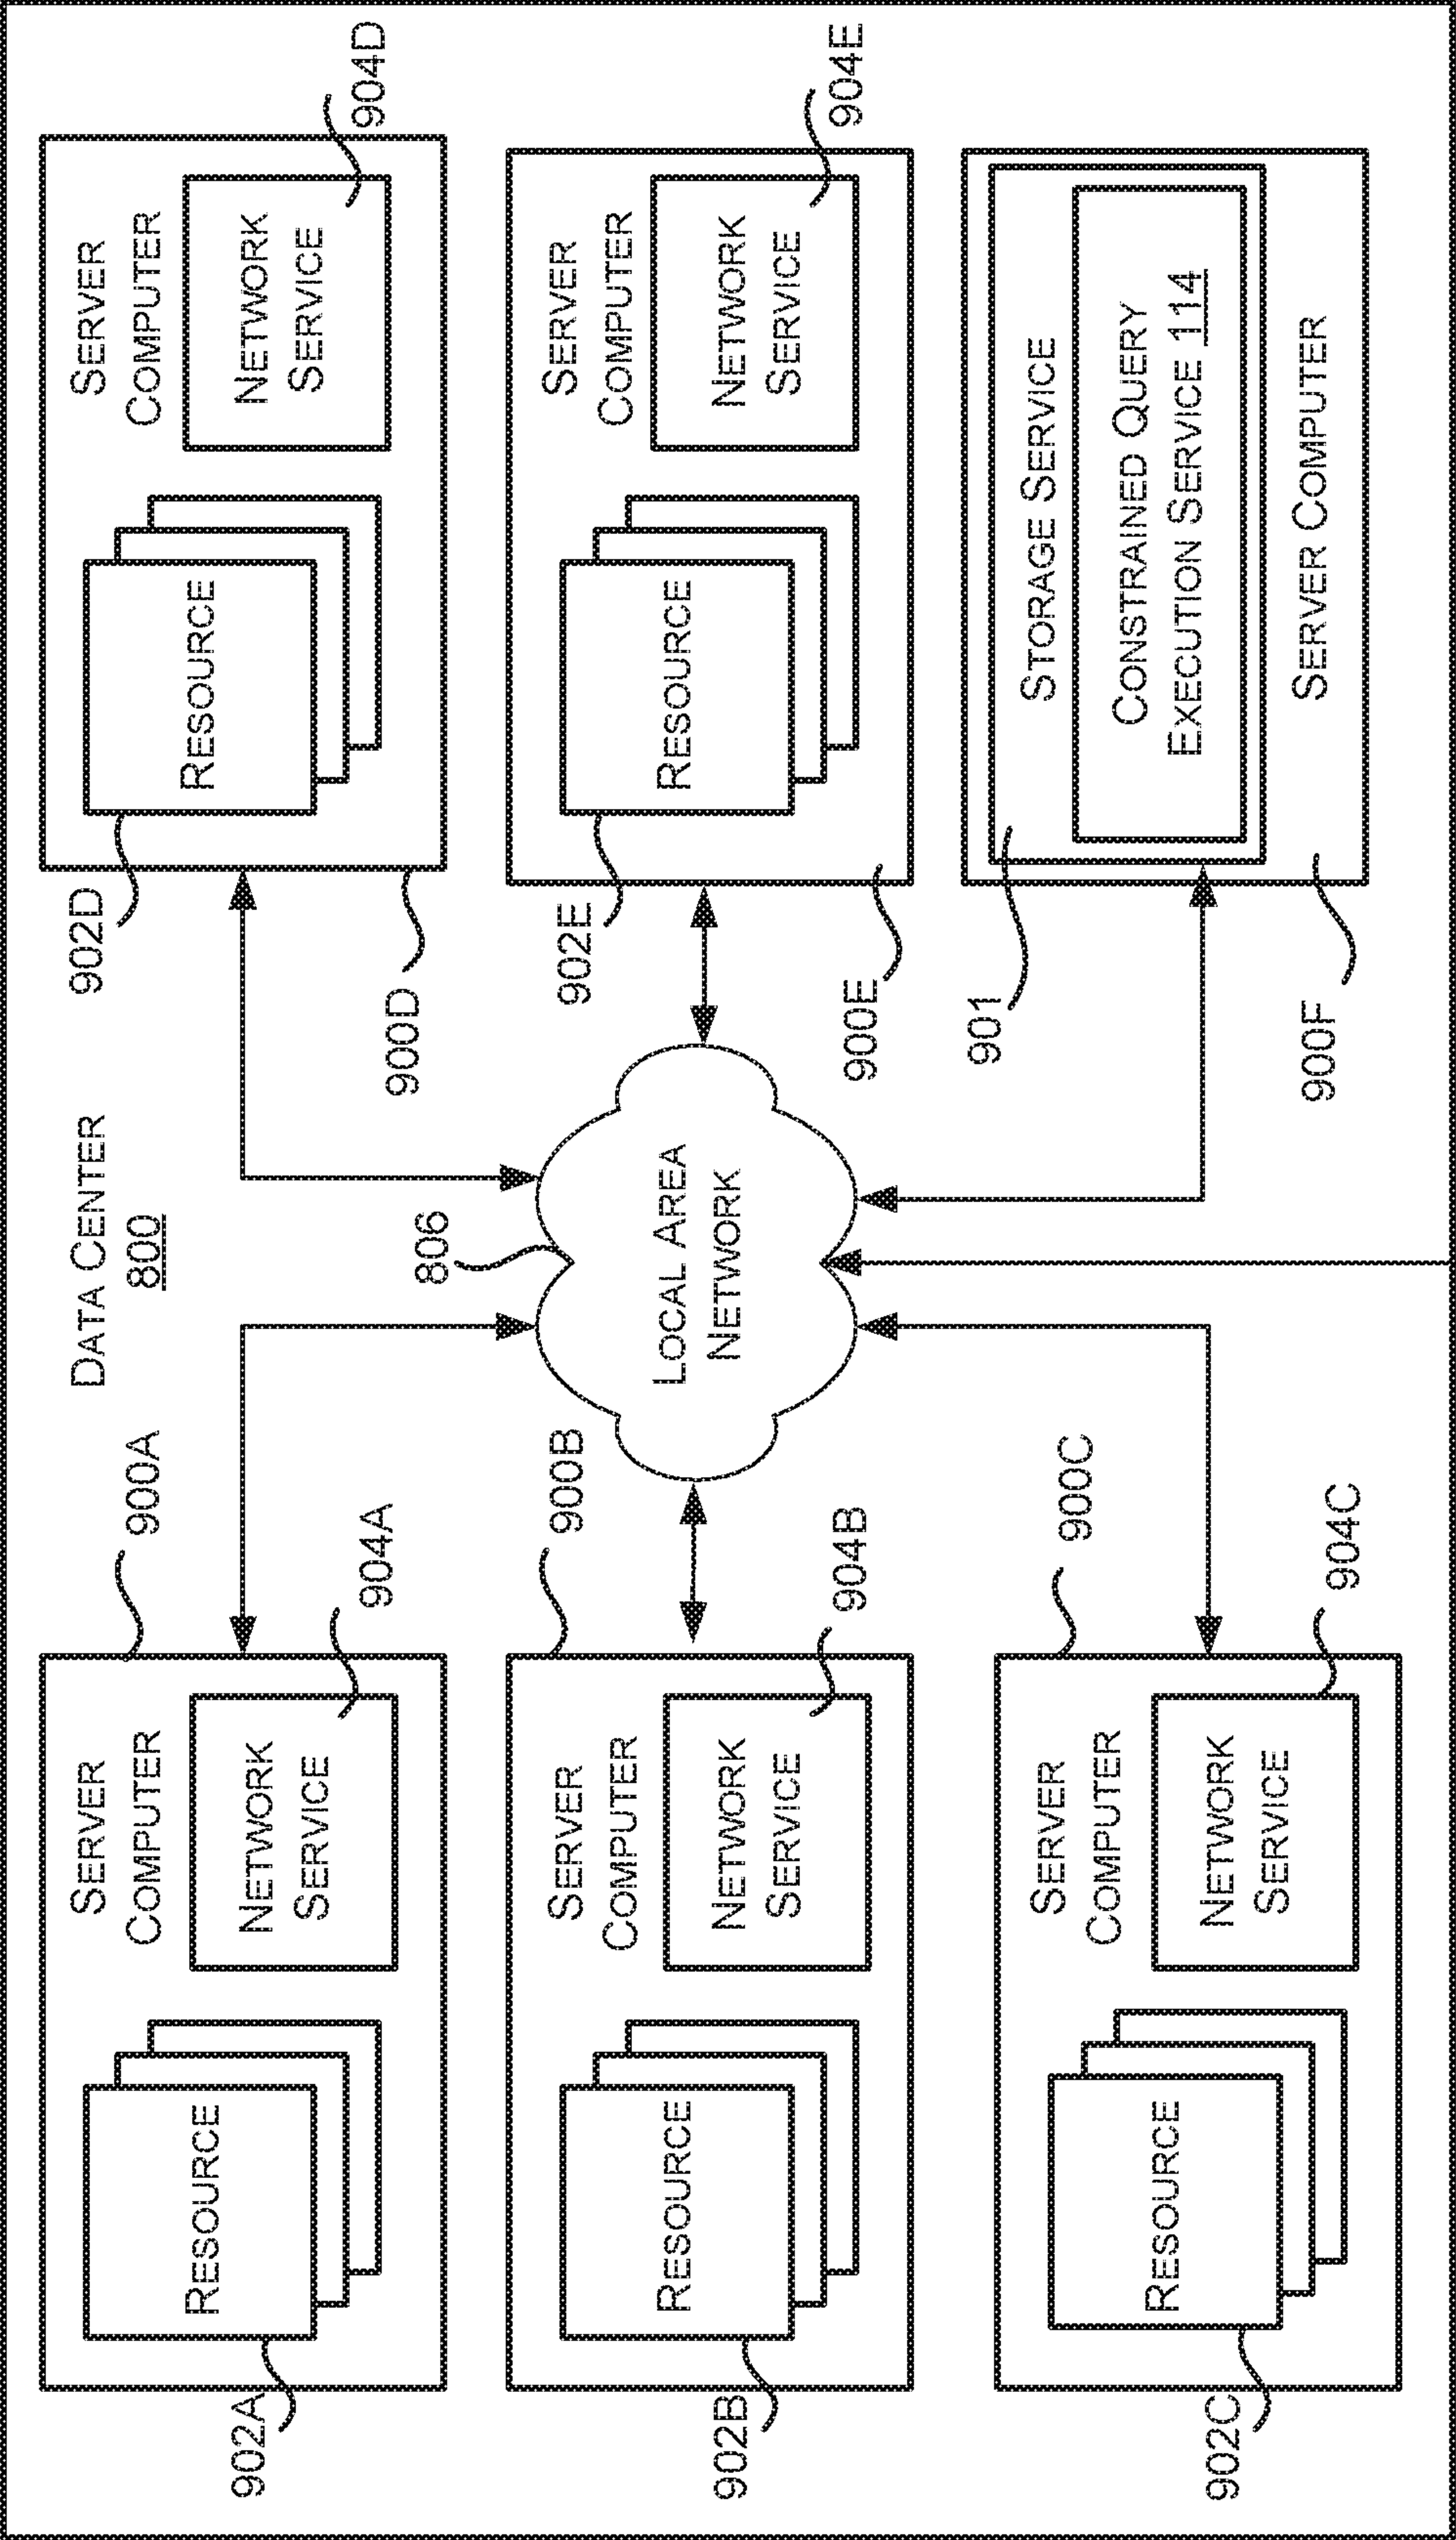 DATA CENTER
800
900A
SERVER
COMPUTER
NETWORK
SERVICE
904A
RESOURCE
902A
900B
SERVER
COMPUTER
NETWORK
SERVICE
904B
RESOURCE
902B
900C
SERVER
COMPUTER
NETWORK
SERVICE
904C
RESOURCE
902C
806
LOCAL AREA
NETWORK
SERVER
COMPUTER
NETWORK
SERVICE
904D
RESOURCE
902D
900D
SERVER
COMPUTER
NETWORK
SERVICE
904E
RESOURCE
902E
900E
STORAGE SERVICE
CONSTRAINED QUERY
EXECUTION SERVICE 114
SERVER COMPUTER
901
900F